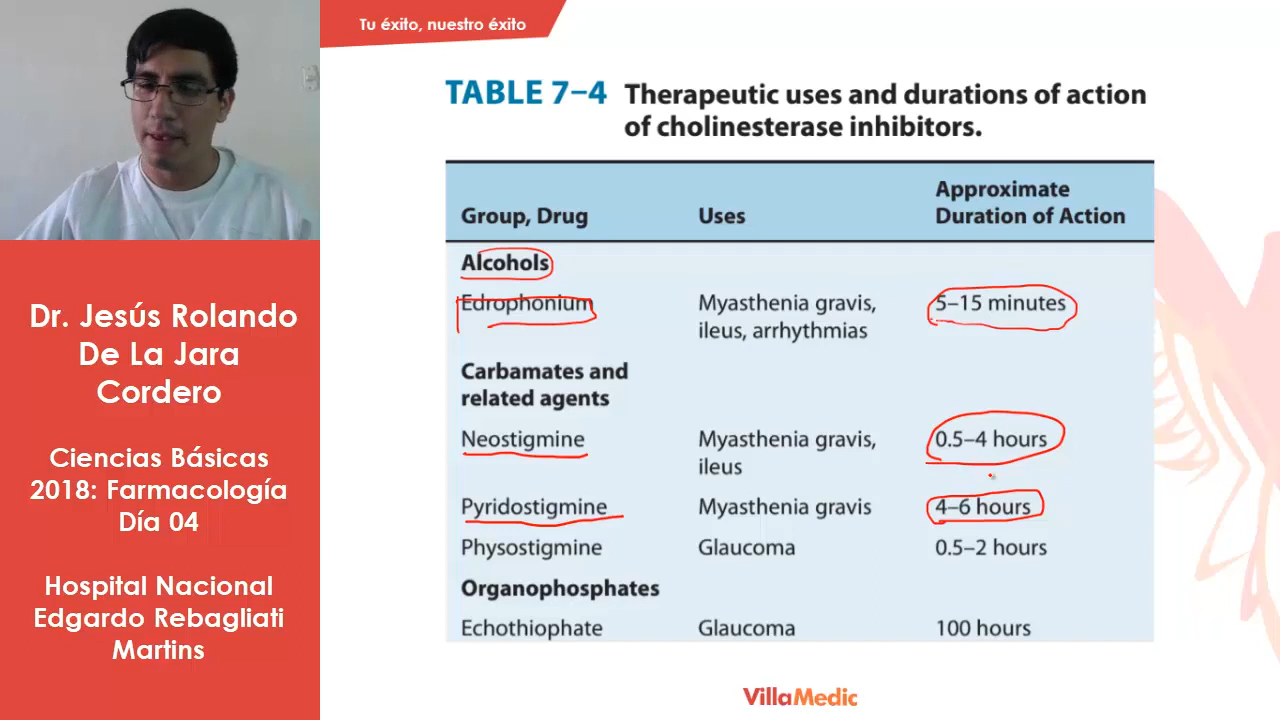 Tu éxito, nuestro éxito
TABLE 7–4 Therapeutic uses and durations of action
of cholinesterase inhibitors.
Group, Drug Uses Approximate
Duration of Action
Alcohols
Edrophonium Myasthenia gravis, 5–15 minutes
ileus, arrhythmias
Carbamates and
related agents
Neostigmine Myasthenia gravis, 0.5–4 hours
ileus
Pyridostigmine Myasthenia gravis 4–6 hours
Physostigmine Glaucoma 0.5–2 hours
Organophosphates
Echothiophate Glaucoma 100 hours
Dr. Jesús Rolando
De La Jara
Cordero
Ciencias Básicas
2018: Farmacología
Día 04
Hospital Nacional
Edgardo Rebagliati
Martins
VillaMedic